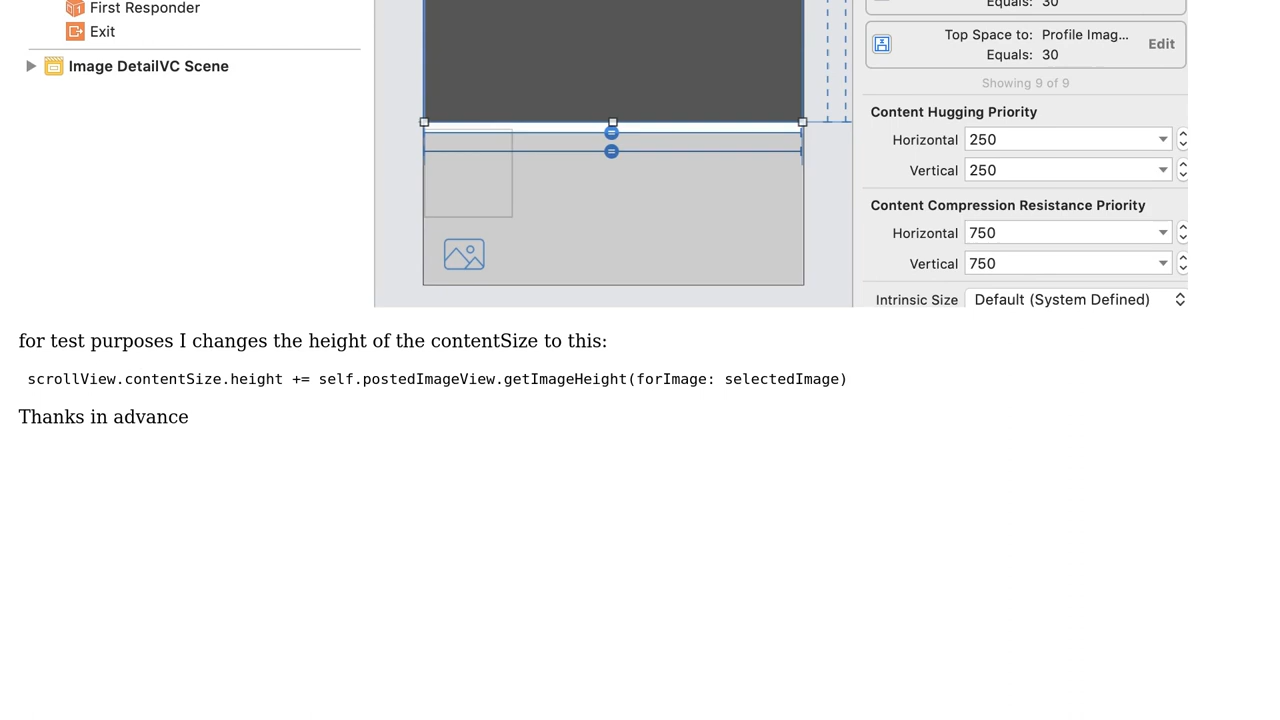 First Responder
Exit
Image DetailVC Scene
Equals: 30
Top Space to: Profile Imag... Edit
Equals: 30
Showing 9 of 9
Content Hugging Priority
Horizontal 250
Vertical 250
Content Compression Resistance Priority
Horizontal 750
Vertical 750
Intrinsic Size Default (System Defined)
for test purposes I changes the height of the contentSize to this:
scrollView.contentSize.height += self.postedImageView.getImageHeight(forImage: selectedImage)
Thanks in advance